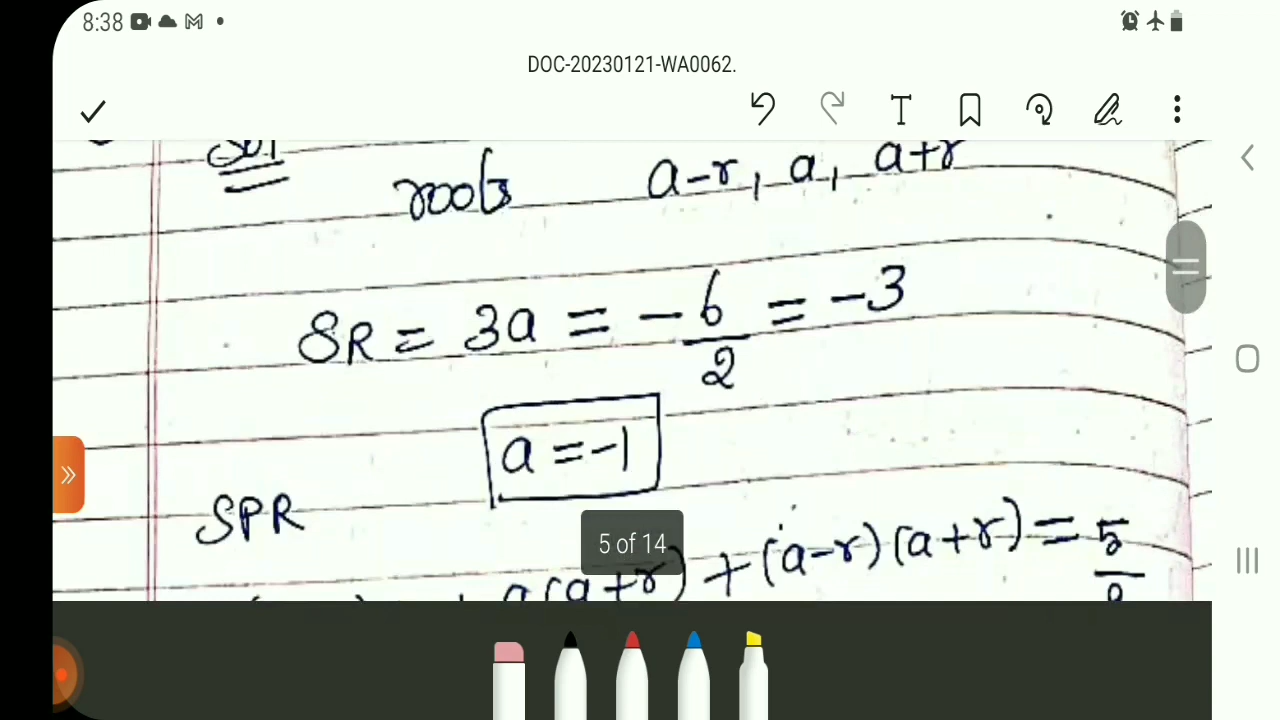 8:38
DOC-20230121-WA0062.
Sol
roots a-r, a, a+r
SR = 3a = -6/2 = -3
a = -1
SPR
a(a+r) + (a-r)(a+r) = 5/
5 of 14